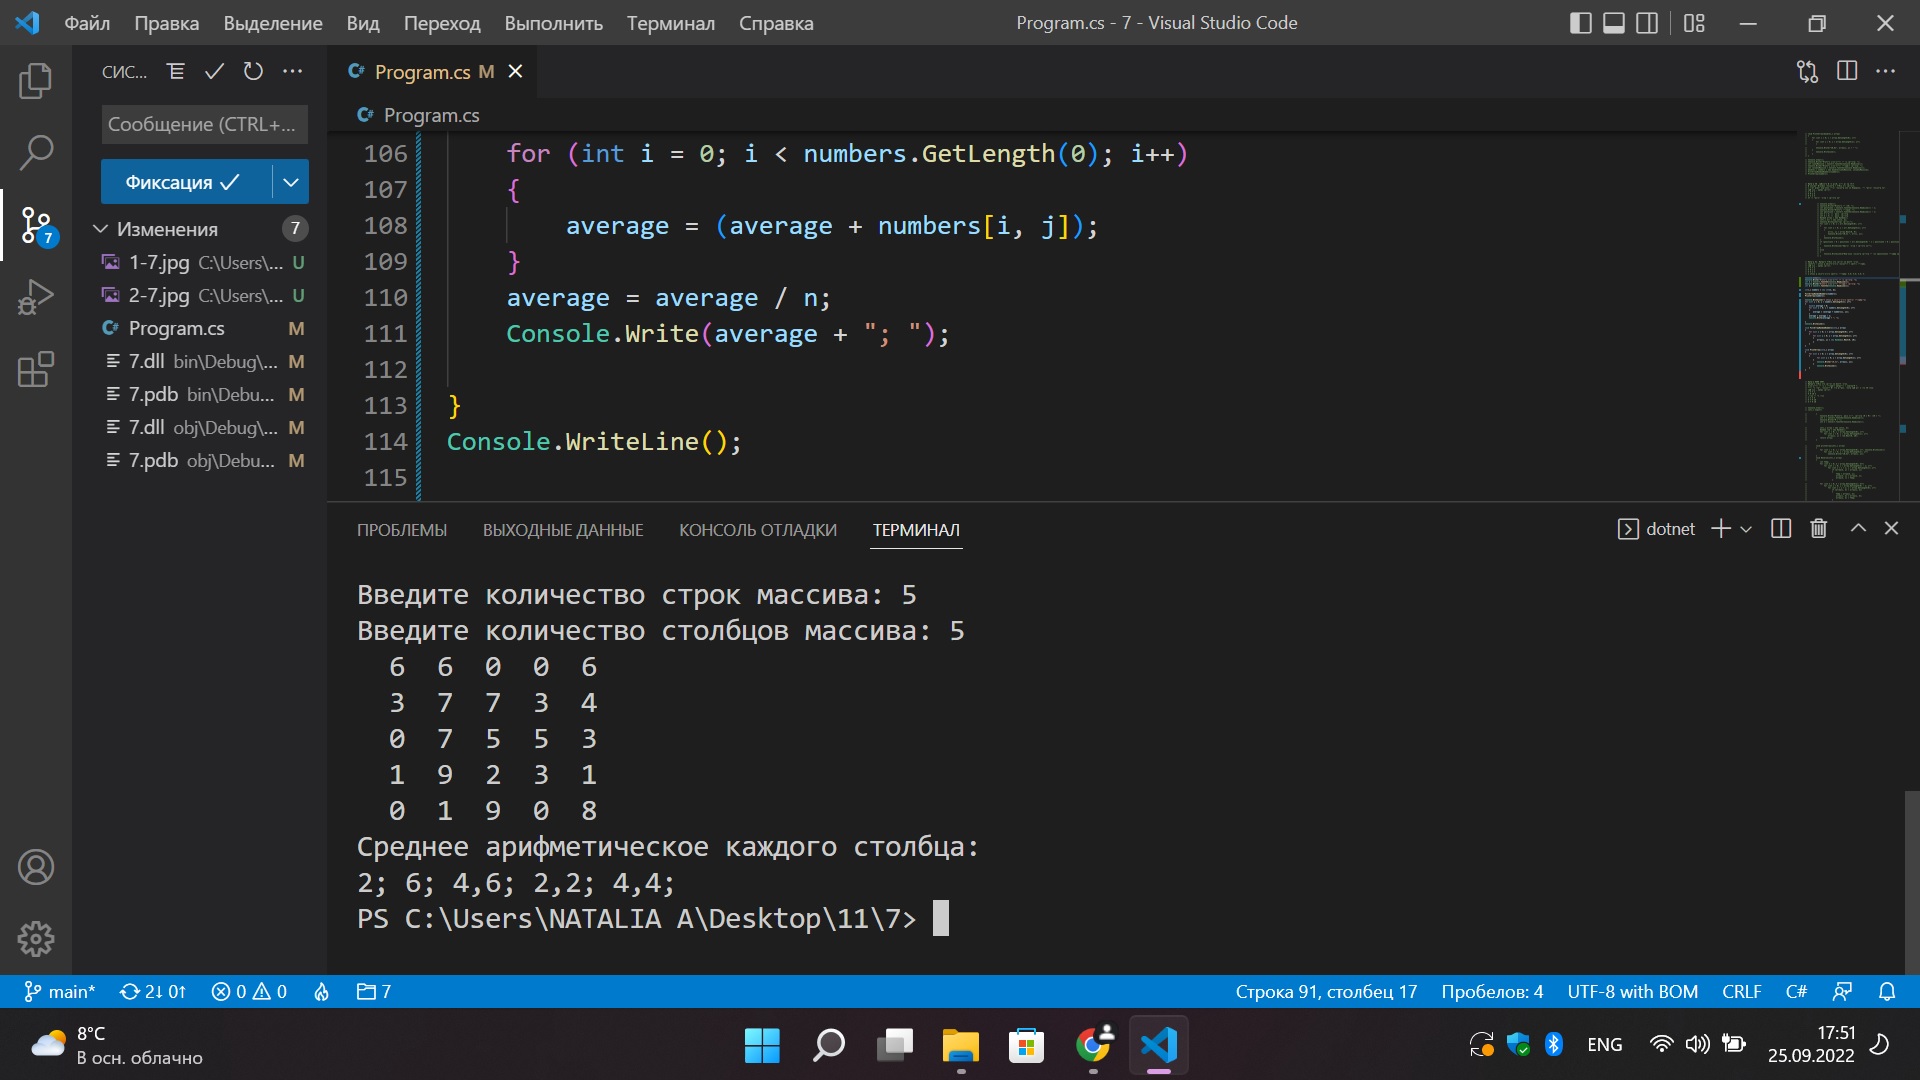 Файл Правка Выделение Вид Переход Выполнить Терминал Справка Program.cs - 7 - Visual Studio Code
СИС...
Program.cs M
Сообщение (CTRL+...
Фиксация
Изменения 7
1-7.jpg C:\Users\... U
2-7.jpg C:\Users\... U
Program.cs M
7.dll bin\Debug\... M
7.pdb bin\Debu... M
7.dll obj\Debug\... M
7.pdb obj\Debu... M
7
Program.cs
106 for (int i = 0; i < numbers.GetLength(0); i++)
107 {
108 average = (average + numbers[i, j]);
109 }
110 average = average / n;
111 Console.Write(average + "; ");
112
113 }
114 Console.WriteLine();
115
ПРОБЛЕМЫ ВЫХОДНЫЕ ДАННЫЕ КОНСОЛЬ ОТЛАДКИ ТЕРМИНАЛ dotnet
Введите количество строк массива: 5
Введите количество столбцов массива: 5
6 6 0 0 6
3 7 7 3 4
0 7 5 5 3
1 9 2 3 1
0 1 9 0 8
Среднее арифметическое каждого столбца:
2; 6; 4,6; 2,2; 4,4;
PS C:\Users\NATALIA A\Desktop\11\7>
main* 2↓ 0↑ 0 0 7 Строка 91, столбец 17 Пробелов: 4 UTF-8 with BOM CRLF C#
8°C
В осн. облачно
ENG
17:51
25.09.2022